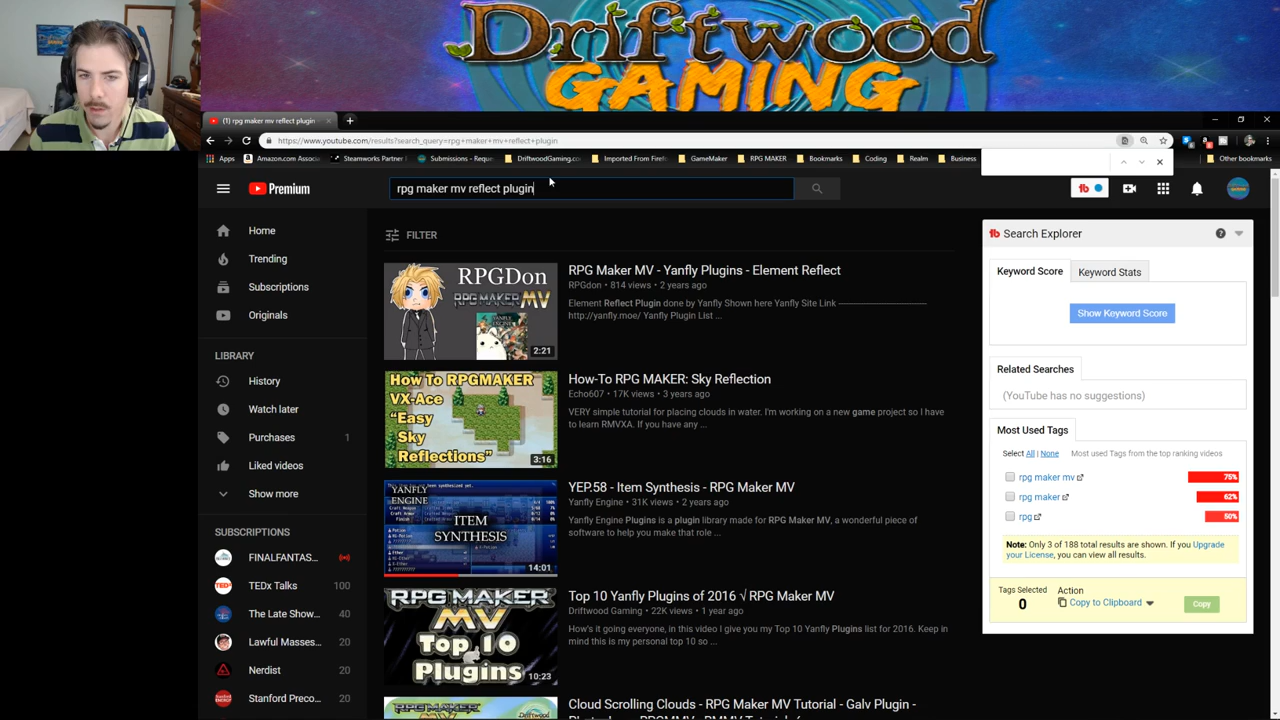 Driftwood
GAMING
(1) rpg maker mv reflect plugin -
https://www.youtube.com/results?search_query=rpg+maker+mv+reflect+plugin
Apps
Amazon.com Associa
Steamworks Partner
Submissions - Reque
DriftwoodGaming.co
Imported From Firef
GameMaker
RPG MAKER
Bookmarks
Coding
Realm
Business
Other bookmarks
Premium
rpg maker mv reflect plugin
tb
Home
Trending
Subscriptions
Originals
LIBRARY
History
Watch later
Purchases 1
Liked videos
Show more
SUBSCRIPTIONS
FINALFANTAS...
TEDx Talks 100
The Late Show... 40
Lawful Masses... 20
Nerdist 20
Stanford Preco... 20
FILTER
RPGDon
RPG MAKER MV
2:21
RPG Maker MV - Yanfly Plugins - Element Reflect
RPGdon • 814 views • 2 years ago
Element Reflect Plugin done by Yanfly Shown here Yanfly Site Link
http://yanfly.moe/ Yanfly Plugin List ...
How To RPGMAKER
VX-Ace
"Easy
Sky
Reflections"
3:16
How-To RPG MAKER: Sky Reflection
Echo607 • 17K views • 3 years ago
VERY simple tutorial for placing clouds in water. I'm working on a new game project so I have
to learn RMVXA. If you have any ...
YANFLY
ENGINE
ITEM
SYNTHESIS
14:01
YEP.58 - Item Synthesis - RPG Maker MV
Yanfly Engine • 31K views • 2 years ago
Yanfly Engine Plugins is a plugin library made for RPG Maker MV, a wonderful piece of
software to help you make that role ...
RPG MAKER
MV
Top 10
Plugins
10:23
Top 10 Yanfly Plugins of 2016 √ RPG Maker MV
Driftwood Gaming • 22K views • 1 year ago
How's it going everyone, in this video I give you my Top 10 Yanfly Plugins list for 2016. Keep in
mind this is my personal top 10 so ...
RPG MAKER
Driftwood
Cloud Scrolling Clouds - RPG Maker MV Tutorial - Galv Plugin -
tb Search Explorer
Keyword Score
Keyword Stats
Show Keyword Score
Related Searches
(YouTube has no suggestions)
Most Used Tags
Select All | None Most used Tags from the top ranking videos
rpg maker mv 75%
rpg maker 62%
rpg 50%
Note: Only 3 of 188 total results are shown. If you Upgrade
your License, you can view all results.
Tags Selected
0
Action
Copy to Clipboard
Copy